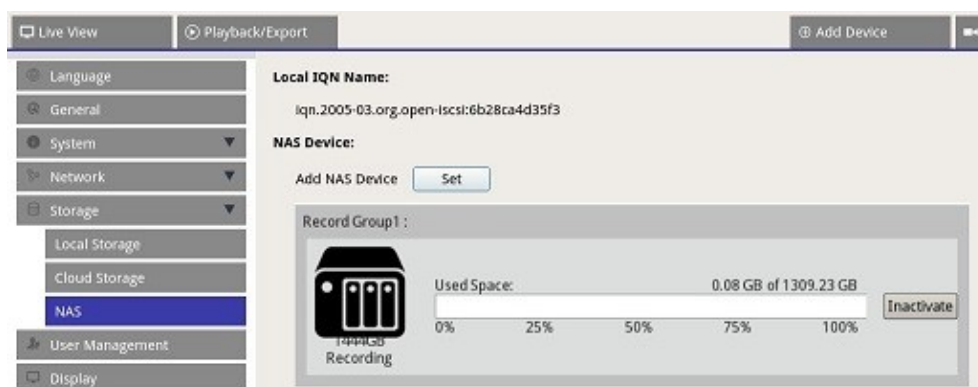 Live View
Playback/Export
Add Device
Language
General
System
Network
Storage
Local Storage
Cloud Storage
NAS
User Management
Display
Local IQN Name:
iqn.2005-03.org.open-iscsi:6b28ca4d35f3
NAS Device:
Add NAS Device Set
Record Group1 :
Used Space: 0.08 GB of 1309.23 GB
0% 25% 50% 75% 100%
Inactivate
1444GB
Recording